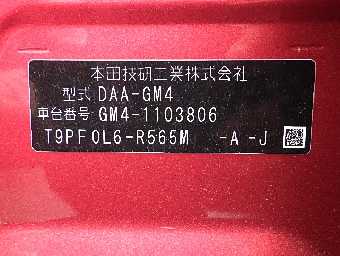 本田技研工業株式会社
型式 DAA-GM4
車台番号 GM4-1103806
T9PF0L6-R565M -A -J